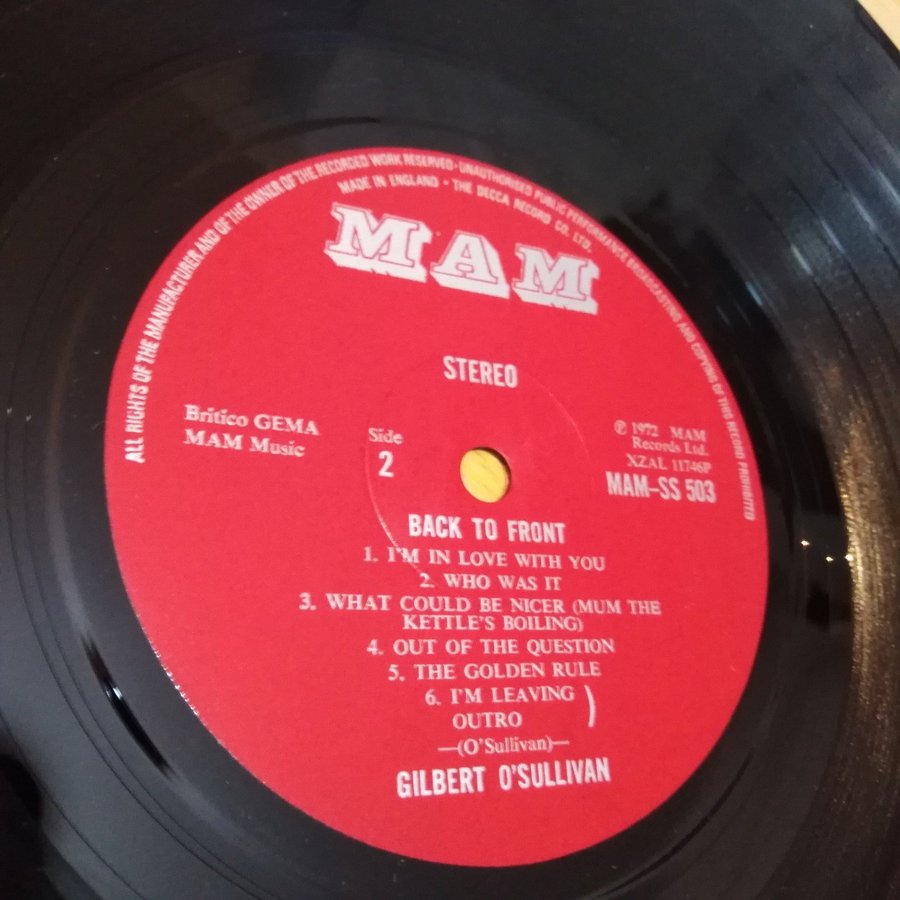 ALL RIGHTS OF THE MANUFACTURER AND OF THE OWNER OF THE RECORDED WORK RESERVED · UNAUTHORISED PUBLIC PERFORMANCE BROADCASTING AND COPYING OF THIS RECORD PROHIBITED
MADE IN ENGLAND · THE DECCA RECORD CO. LTD.
MAM
STEREO
Britico GEMA
MAM Music
Side
2
℗ 1972 MAM
Records Ltd.
XZAL 11746P
MAM-SS 503
BACK TO FRONT
1. I'M IN LOVE WITH YOU
2. WHO WAS IT
3. WHAT COULD BE NICER (MUM THE
KETTLE'S BOILING)
4. OUT OF THE QUESTION
5. THE GOLDEN RULE
6. I'M LEAVING )
OUTRO
—(O'Sullivan)—
GILBERT O'SULLIVAN